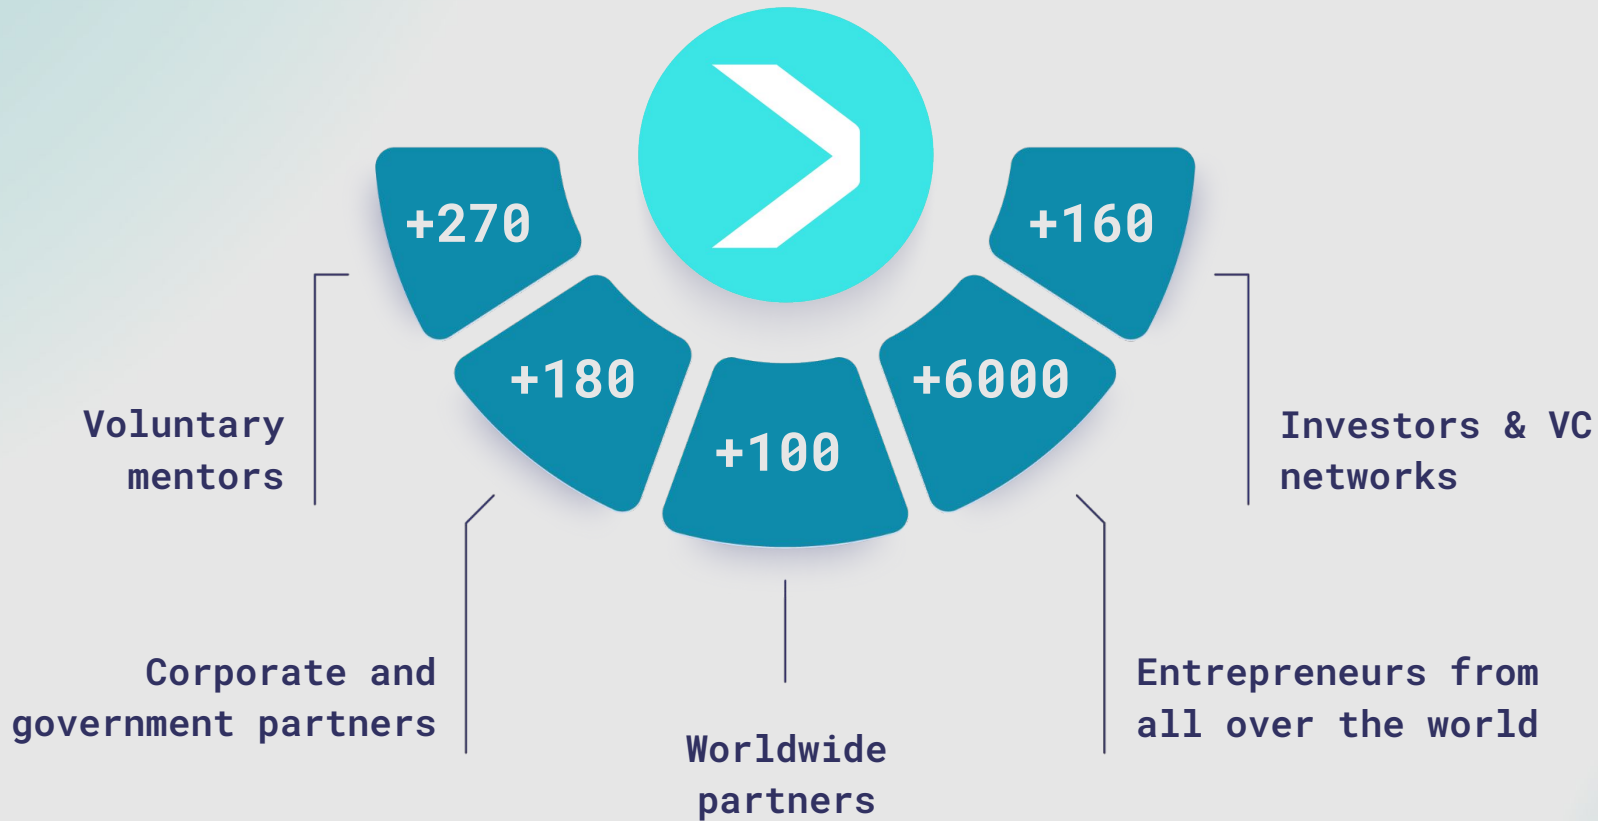 +270
+160
+180
+6000
+100
Voluntary
mentors
Investors & VC
networks
Corporate and
government partners
Entrepreneurs from
all over the world
Worldwide
partners